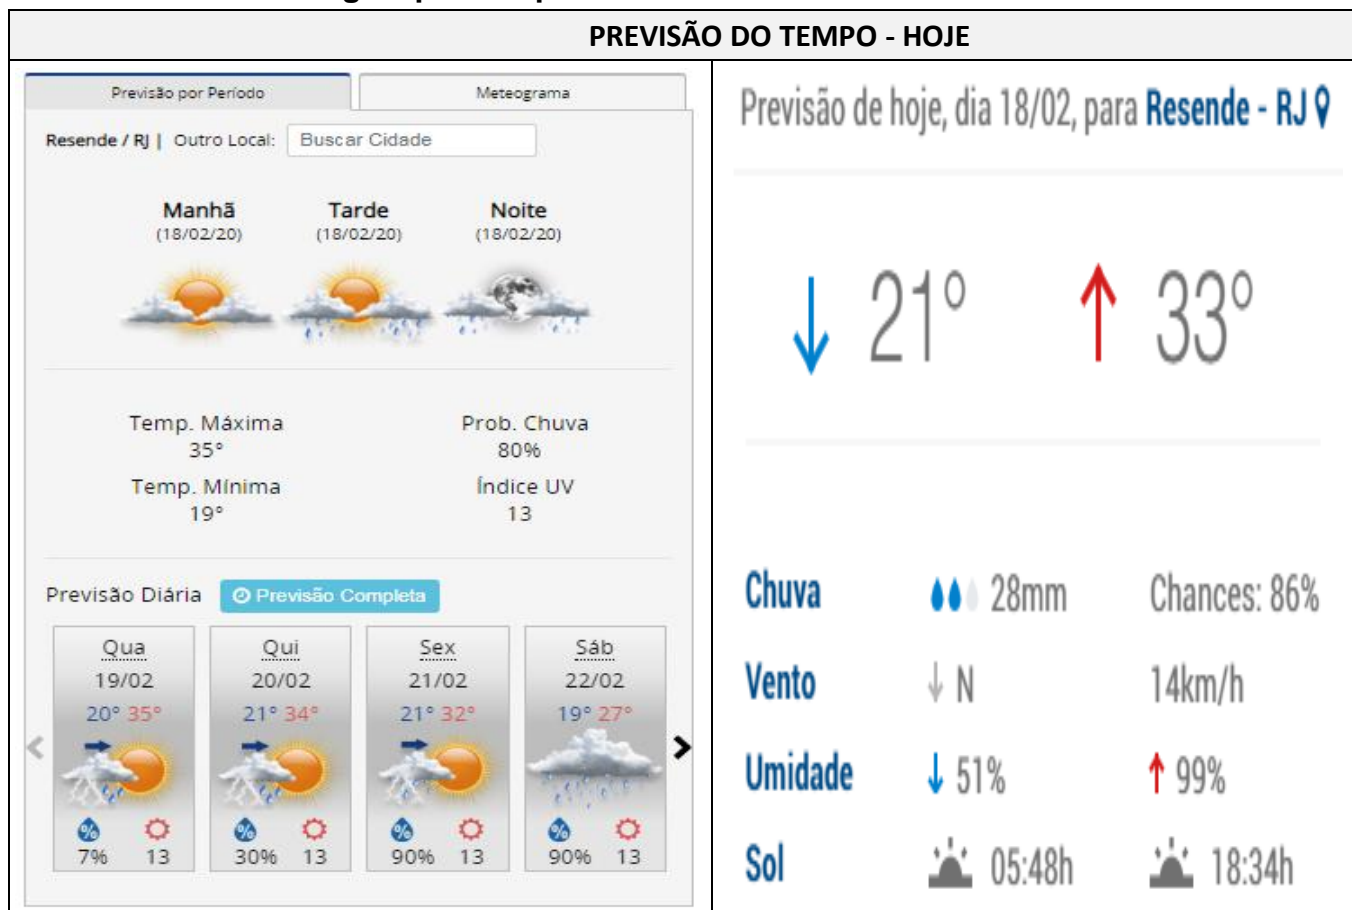 PREVISÃO DO TEMPO - HOJE
Previsão por Período
Meteograma
Resende / RJ | Outro Local: Buscar Cidade
Manhã Tarde Noite
(18/02/20) (18/02/20) (18/02/20)
Temp. Máxima Prob. Chuva
35° 80%
Temp. Mínima Índice UV
19° 13
Previsão Diária Previsão Completa
Qua Qui Sex Sáb
19/02 20/02 21/02 22/02
20° 35° 21° 34° 21° 32° 19° 27°
% % % %
7% 13 30% 13 90% 13 90% 13
Previsão de hoje, dia 18/02, para Resende - RJ
21° 33°
Chuva 28mm Chances: 86%
Vento N 14km/h
Umidade 51% 99%
Sol 05:48h 18:34h